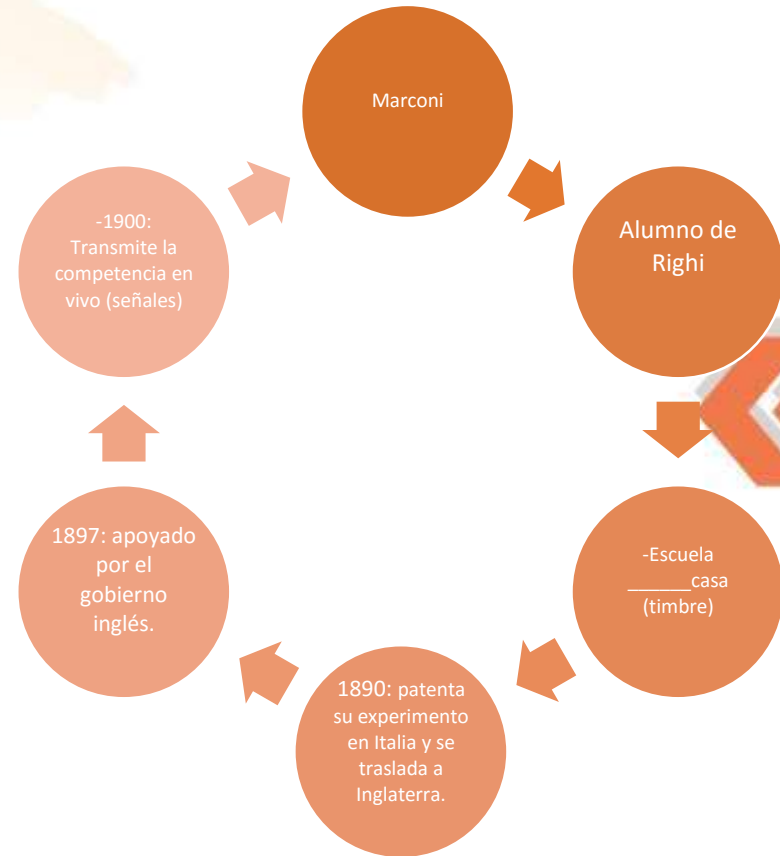 Marconi
Alumno de
Righi
-Escuela
______casa
(timbre)
1890: patenta
su experimento
en Italia y se
traslada a
Inglaterra.
1897: apoyado
por el
gobierno
inglés.
-1900:
Transmite la
competencia en
vivo (señales)